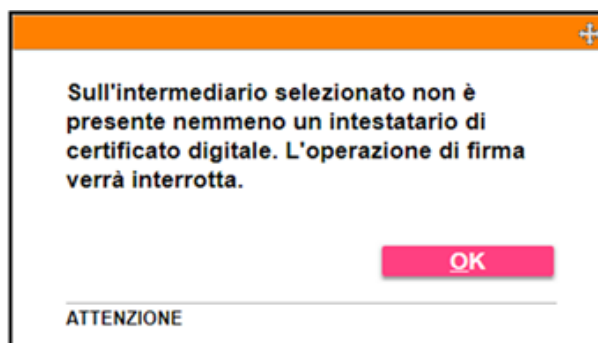 Sull'intermediario selezionato non è
presente nemmeno un intestatario di
certificato digitale. L'operazione di firma
verrà interrotta.
OK
ATTENZIONE